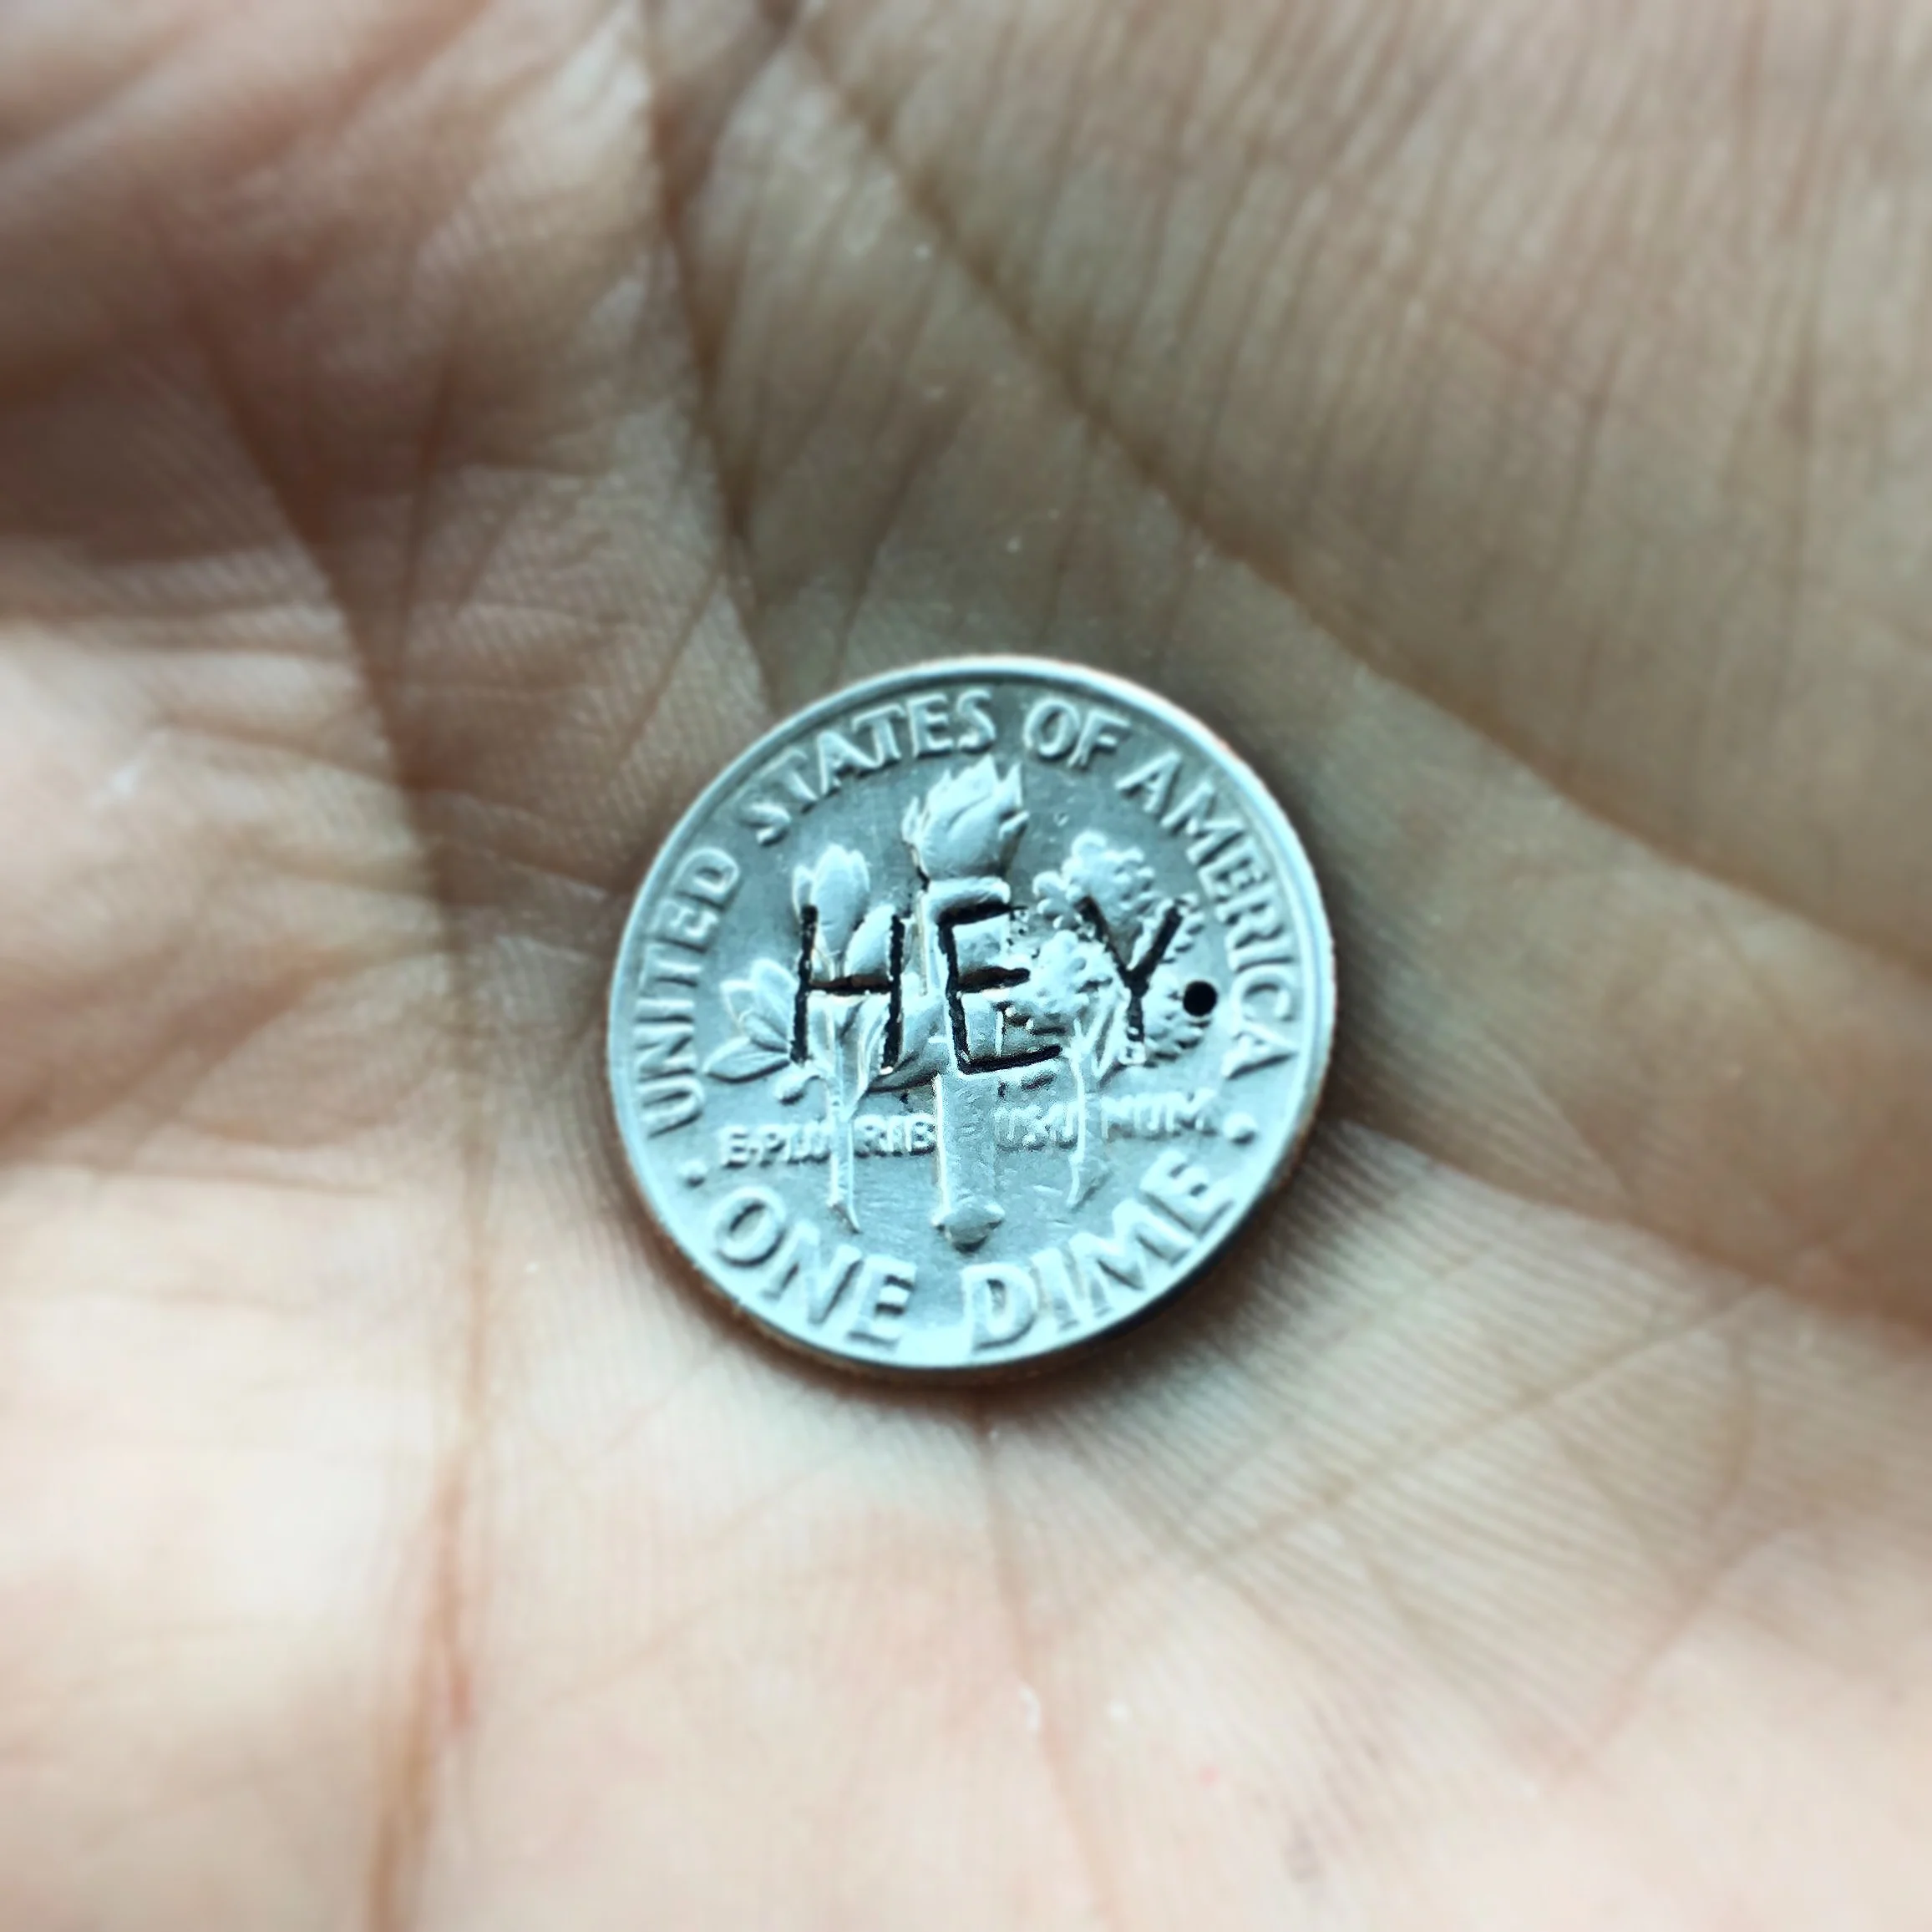 UNITED STATES OF AMERICA
HEY.
E PLURIBUS UNUM
• ONE DIME •